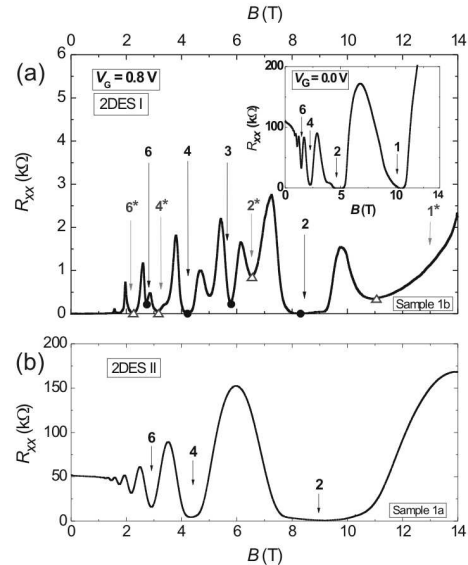 B (T)
0 2 4 6 8 10 12 14
(a)
V_G = 0.8 V
2DES I
R_xx (kΩ)
6
5
4
3
2
1
0
6* 6 4* 4 3 2* 2 1*
Sample 1b
V_G = 0.0 V
R_xx (kΩ)
200
100
0
6 4 2 1
0 5 10 14
B (T)
(b)
2DES II
R_xx (kΩ)
200
150
100
50
0
6 4 2
Sample 1a
0 2 4 6 8 10 12 14
B (T)